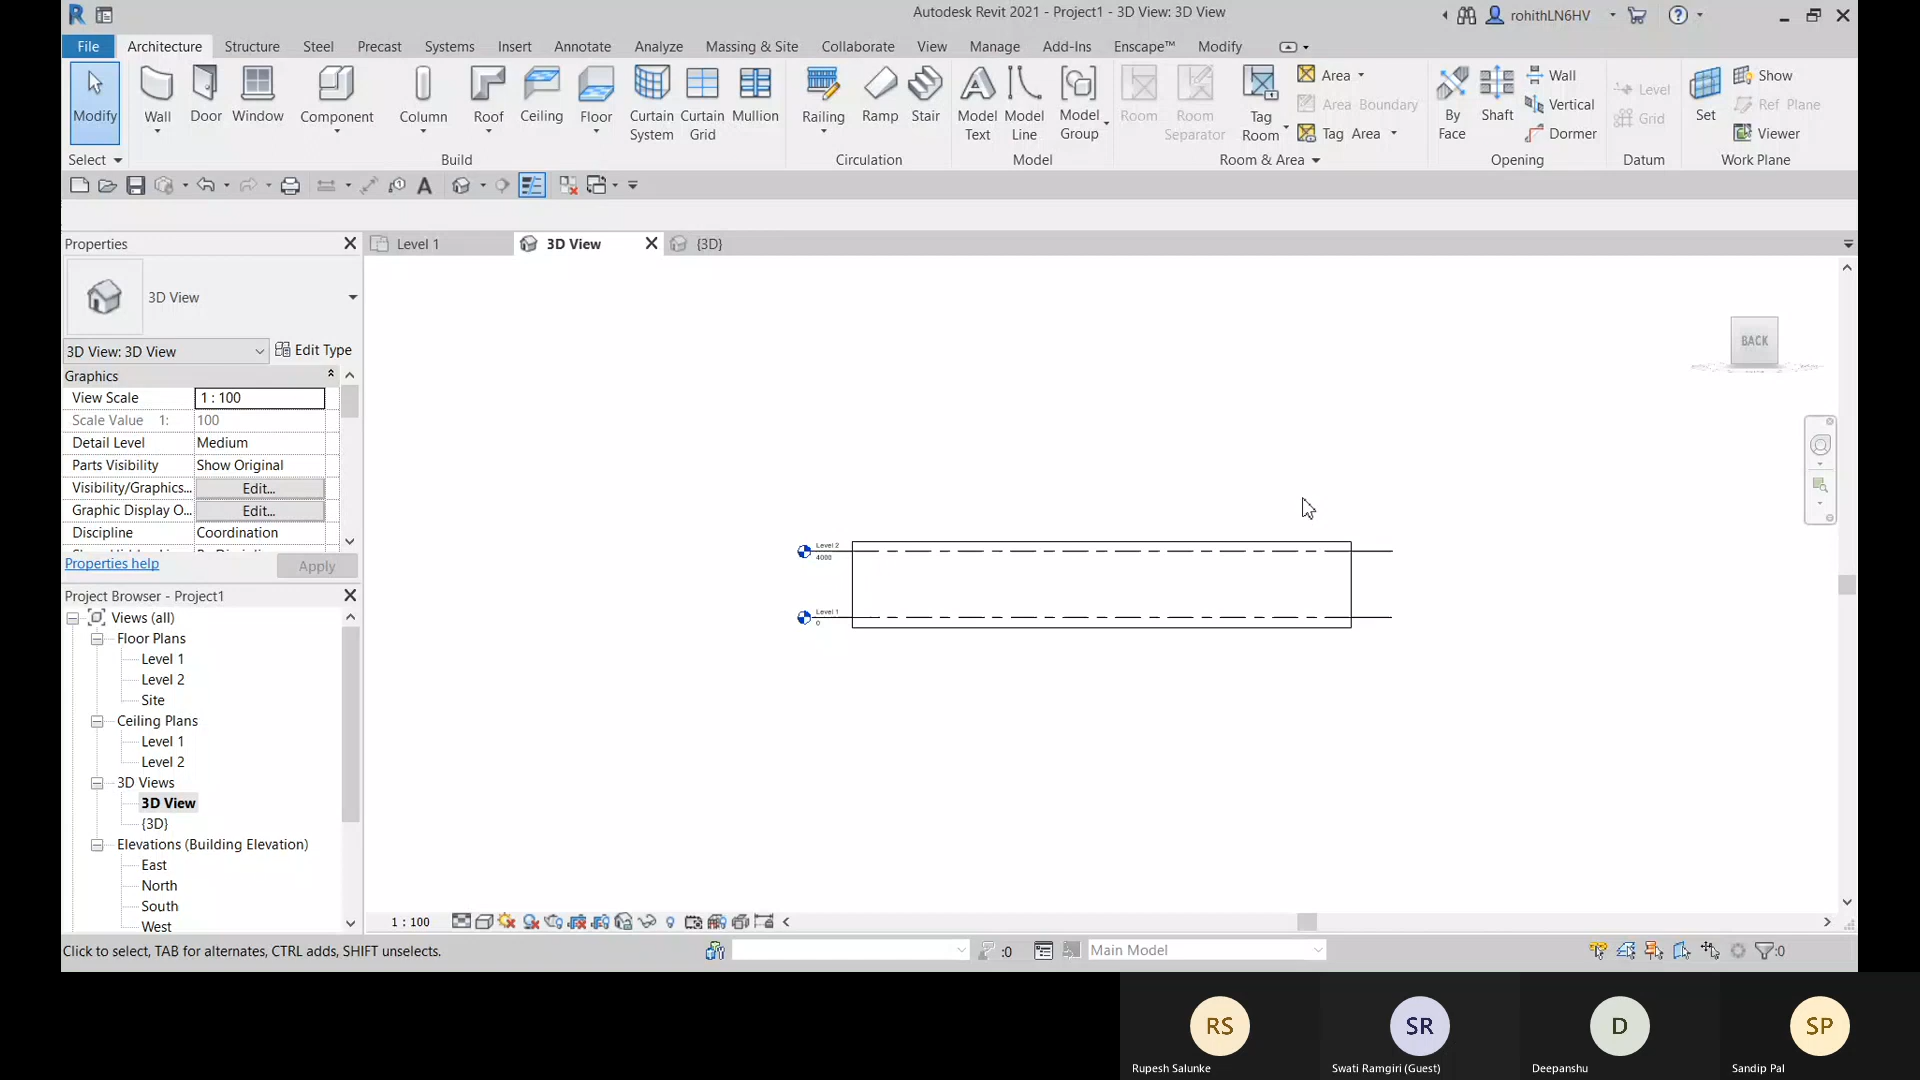 Autodesk Revit 2021 - Project1 - 3D View: 3D View
rohithLN6HV
File Architecture Structure Steel Precast Systems Insert Annotate Analyze Massing & Site Collaborate View Manage Add-Ins Enscape™ Modify
Modify
Wall
Door
Window
Component
Column
Roof
Ceiling
Floor
Curtain System
Curtain Grid
Mullion
Railing
Ramp
Stair
Model Text
Model Line
Model Group
Room
Room Separator
Tag Room
Area
Area Boundary
Tag Area
By Face
Shaft
Wall
Vertical
Dormer
Level
Grid
Set
Show
Ref Plane
Viewer
Select
Build
Circulation
Model
Room & Area
Opening
Datum
Work Plane
Properties
Level 1
3D View
{3D}
3D View
3D View: 3D View
Edit Type
Graphics
View Scale 1 : 100
Scale Value 1: 100
Detail Level Medium
Parts Visibility Show Original
Visibility/Graphics... Edit...
Graphic Display O... Edit...
Discipline Coordination
Properties help
Apply
BACK
Level 2
4000
Level 1
0
Project Browser - Project1
Views (all)
Floor Plans
Level 1
Level 2
Site
Ceiling Plans
Level 1
Level 2
3D Views
3D View
{3D}
Elevations (Building Elevation)
East
North
South
West
1 : 100
Click to select, TAB for alternates, CTRL adds, SHIFT unselects.
:0
Main Model
:0
RS
SR
D
SP
Rupesh Salunke
Swati Ramgiri (Guest)
Deepanshu
Sandip Pal